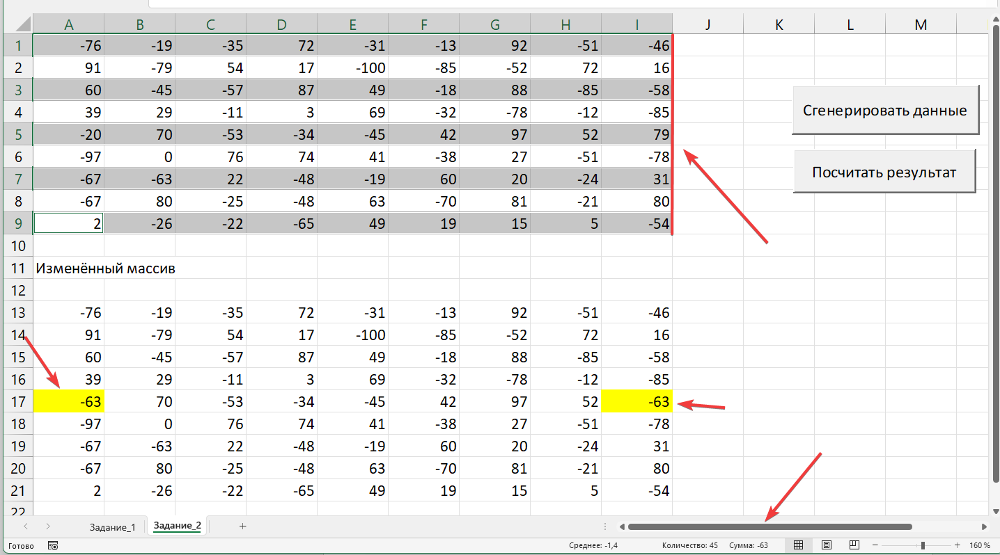 A B C D E F G H I J K L M
1 -76 -19 -35 72 -31 -13 92 -51 -46
2 91 -79 54 17 -100 -85 -52 72 16
3 60 -45 -57 87 49 -18 88 -85 -58
Сгенерировать данные
4 39 29 -11 3 69 -32 -78 -12 -85
5 -20 70 -53 -34 -45 42 97 52 79
6 -97 0 76 74 41 -38 27 -51 -78
Посчитать результат
7 -67 -63 22 -48 -19 60 20 -24 31
8 -67 80 -25 -48 63 -70 81 -21 80
9 2 -26 -22 -65 49 19 15 5 -54
10
11 Изменённый массив
12
13 -76 -19 -35 72 -31 -13 92 -51 -46
14 91 -79 54 17 -100 -85 -52 72 16
15 60 -45 -57 87 49 -18 88 -85 -58
16 39 29 -11 3 69 -32 -78 -12 -85
17 -63 70 -53 -34 -45 42 97 52 -63
18 -97 0 76 74 41 -38 27 -51 -78
19 -67 -63 22 -48 -19 60 20 -24 31
20 -67 80 -25 -48 63 -70 81 -21 80
21 2 -26 -22 -65 49 19 15 5 -54
22
Задание_1 Задание_2 +
Готово Среднее: -1,4 Количество: 45 Сумма: -63 160 %